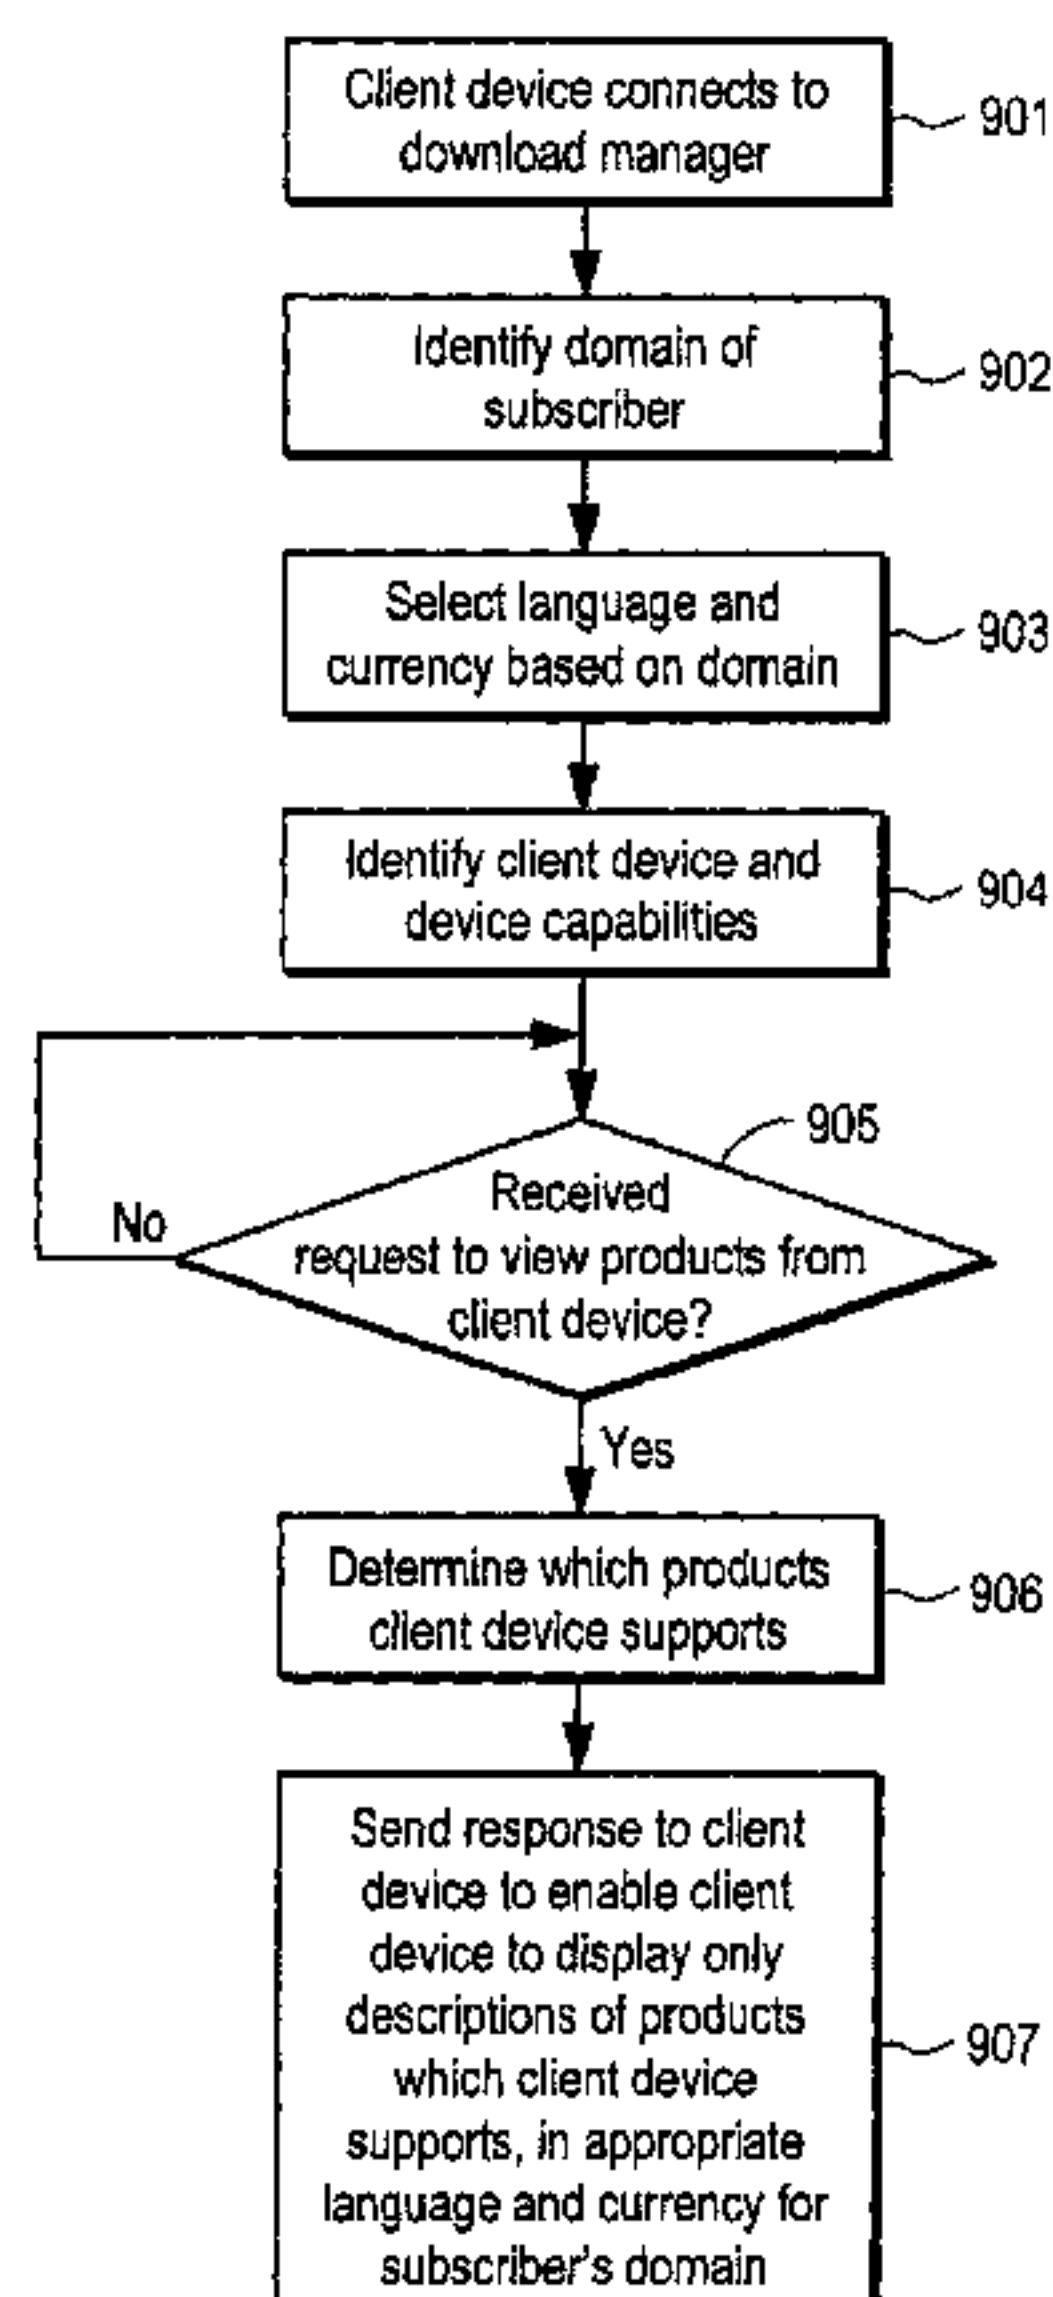 Client device connects to
download manager
901
Identify domain of
subscriber
902
Select language and
currency based on domain
903
Identify client device and
device capabilities
904
905
Received
request to view products from
client device?
No
Yes
Determine which products
client device supports
906
Send response to client
device to enable client
device to display only
descriptions of products
which client device
supports, in appropriate
language and currency for
subscriber's domain
907